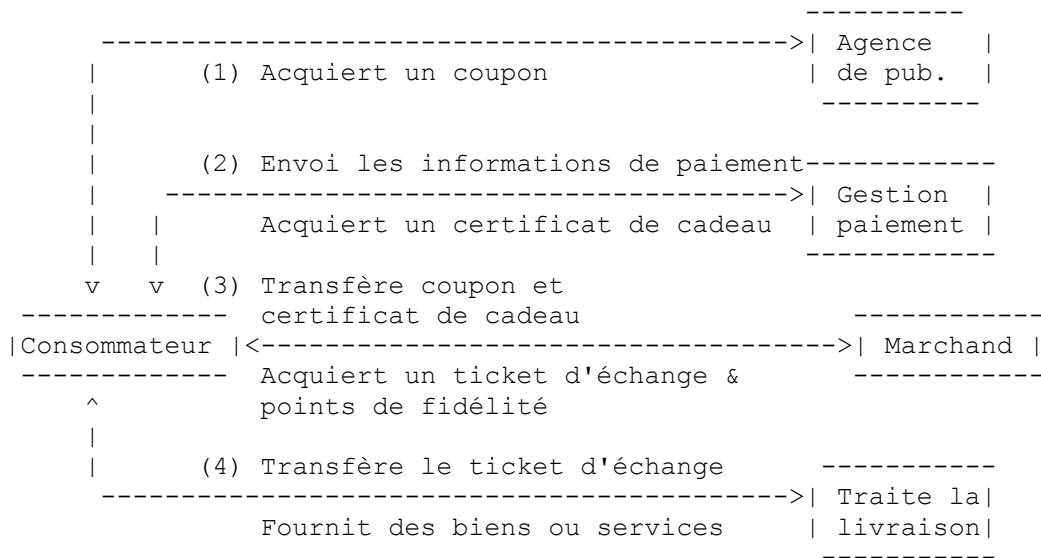 Agence
(1) Acquiert un coupon de pub.
(2) Envoi les informations de paiement
Gestion
Acquiert un certificat de cadeau paiement
(3) Transfère coupon et
certificat de cadeau
Consommateur Marchand
Acquiert un ticket d'échange &
points de fidélité
(4) Transfère le ticket d'échange
Traite la
Fournit des biens ou services livraison